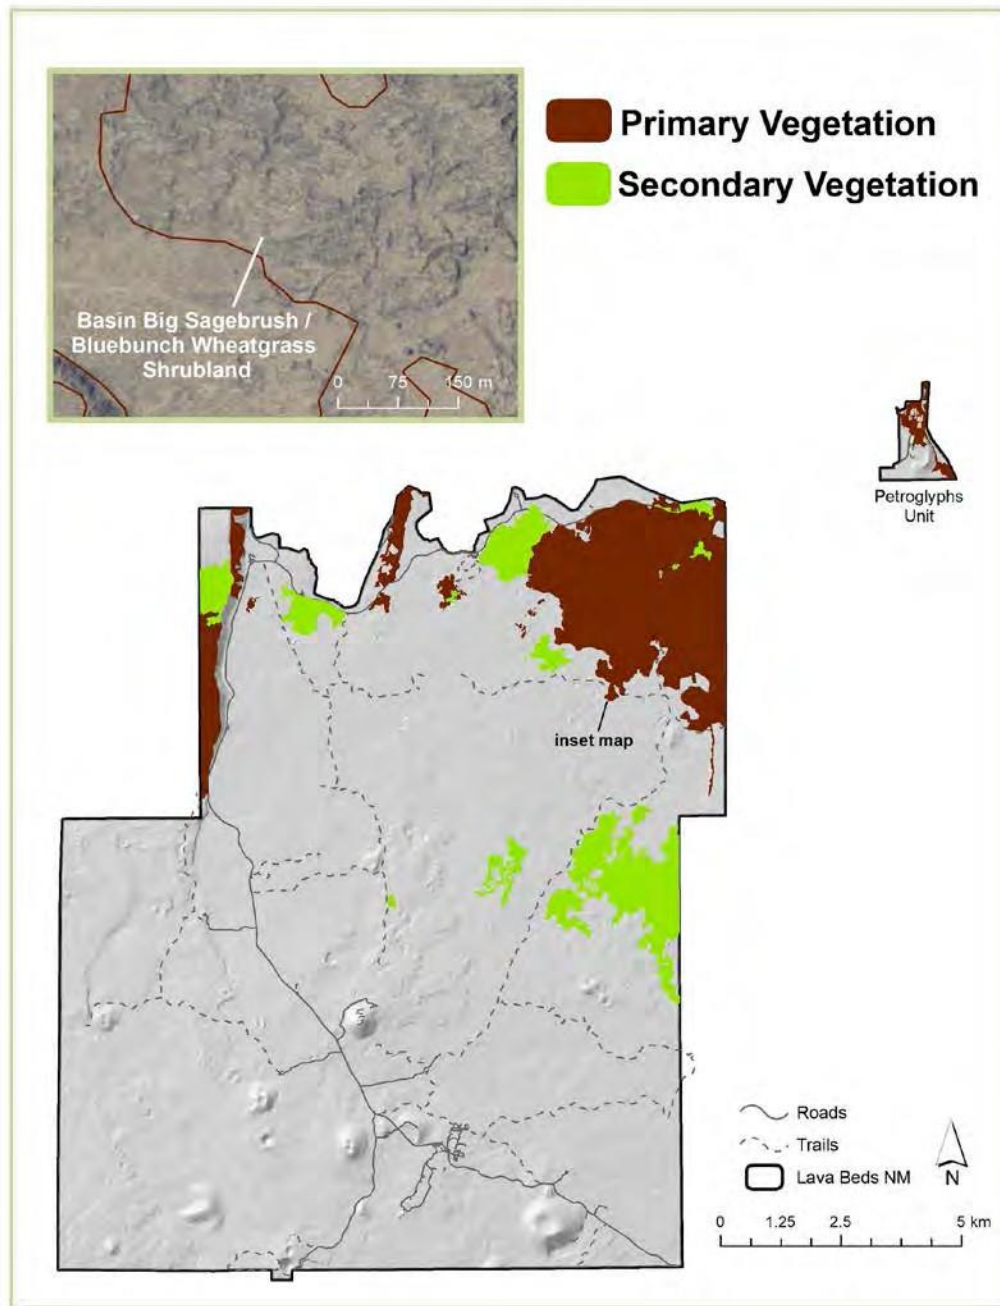 Primary Vegetation
Secondary Vegetation
Basin Big Sagebrush /
Bluebunch Wheatgrass
Shrubland
0 75 150 m
Petroglyphs
Unit
inset map
Roads
Trails
Lava Beds NM
N
0 1.25 2.5 5 km